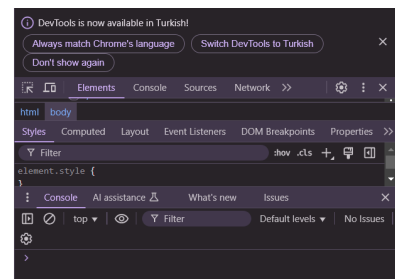 DevTools is now available in Turkish!
Always match Chrome's language Switch DevTools to Turkish
Don't show again
Elements Console Sources Network
html body
Styles Computed Layout Event Listeners DOM Breakpoints Properties
Filter :hov .cls
element.style {
}
Console AI assistance What's new Issues
top Filter Default levels No Issues